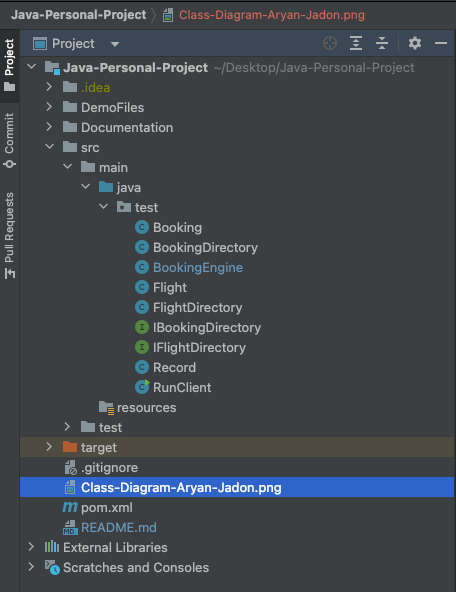 Java-Personal-Project > Class-Diagram-Aryan-Jadon.png
Project
Project
Commit
Pull Requests
Java-Personal-Project ~/Desktop/Java-Personal-Project
.idea
DemoFiles
Documentation
src
main
java
test
Booking
BookingDirectory
BookingEngine
Flight
FlightDirectory
IBookingDirectory
IFlightDirectory
Record
RunClient
resources
test
target
.gitignore
Class-Diagram-Aryan-Jadon.png
pom.xml
README.md
External Libraries
Scratches and Consoles